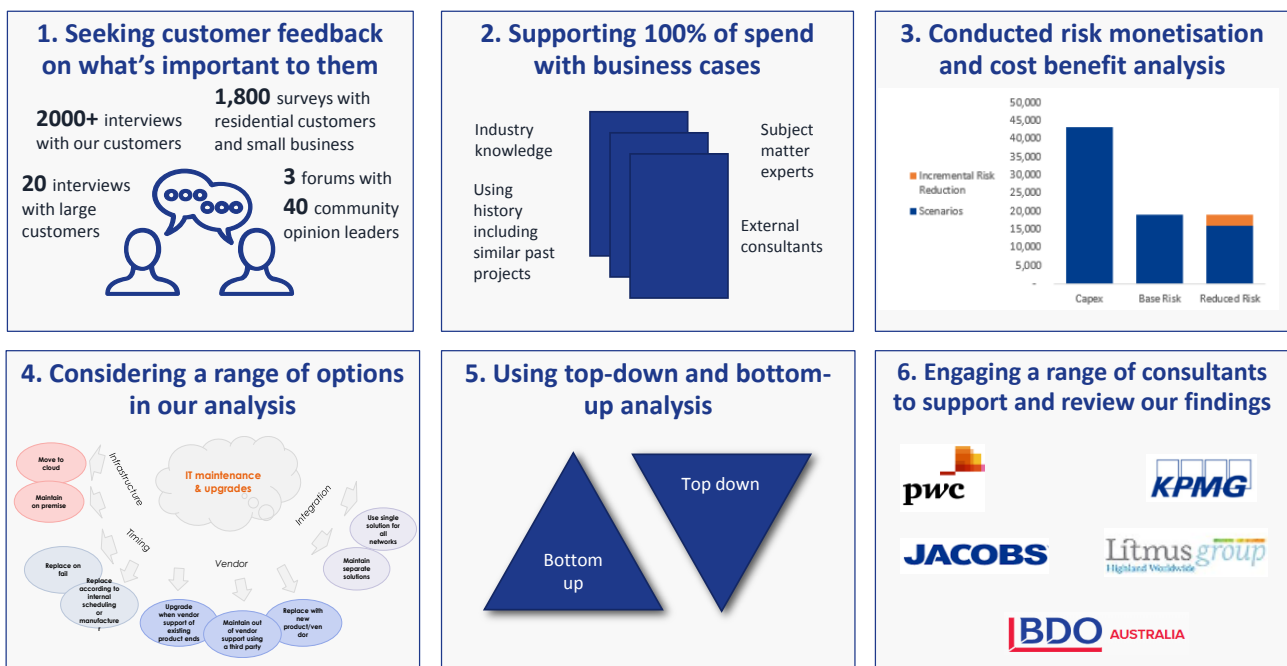 1. Seeking customer feedback
on what's important to them
2000+ interviews
with our customers
1,800 surveys with
residential customers
and small business
20 interviews
with large
customers
3 forums with
40 community
opinion leaders
2. Supporting 100% of spend
with business cases
Industry
knowledge
Using
history
including
similar past
projects
Subject
matter
experts
External
consultants
3. Conducted risk monetisation
and cost benefit analysis
50,000
45,000
40,000
35,000
30,000
25,000
20,000
15,000
10,000
5,000
-
Incremental Risk
Reduction
Scenarios
Capex
Base Risk
Reduced Risk
4. Considering a range of options
in our analysis
IT maintenance
& upgrades
Move to
cloud
Maintain
on premise
Infrastructure
Timing
Vendor
Integration
Replace on
fail
Replace
according to
internal
scheduling
or
manufacture
r
Upgrade
when vendor
support of
existing
product ends
Maintain out
of vendor
support using
a third party
Replace with
new
product/ven
dor
Maintain
separate
solutions
Use single
solution for
all
networks
5. Using top-down and bottom-
up analysis
Bottom
up
Top down
6. Engaging a range of consultants
to support and review our findings
pwc
KPMG
JACOBS
Litmus group
Highland Worldwide
BDO AUSTRALIA